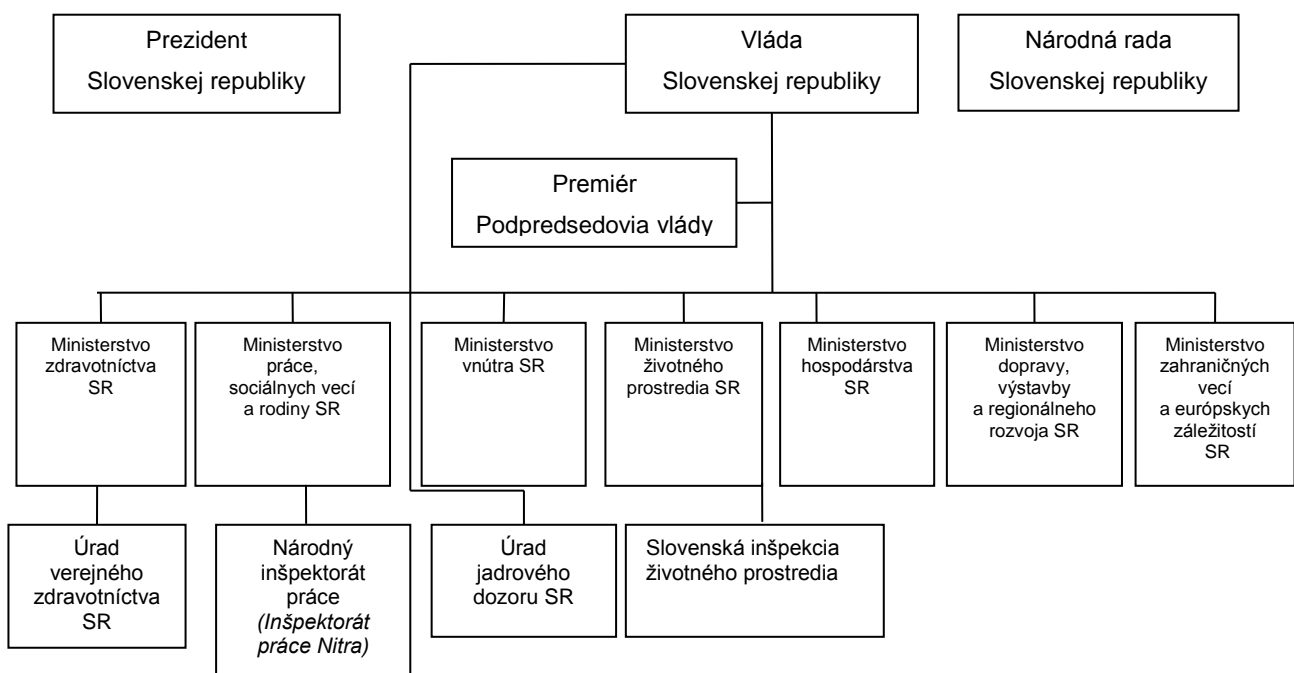 Prezident
Slovenskej republiky
Vláda
Slovenskej republiky
Národná rada
Slovenskej republiky
Premiér
Podpredsedovia vlády
Ministerstvo
zdravotníctva
SR
Ministerstvo
práce,
sociálnych vecí
a rodiny SR
Ministerstvo
vnútra SR
Ministerstvo
životného
prostredia SR
Ministerstvo
hospodárstva
SR
Ministerstvo
dopravy,
výstavby
a regionálneho
rozvoja SR
Ministerstvo
zahraničných
vecí
a európskych
záležitostí
SR
Úrad
verejného
zdravotníctva
SR
Národný
inšpektorát
práce
(Inšpektorát
práce Nitra)
Úrad
jadrového
dozoru SR
Slovenská inšpekcia
životného prostredia